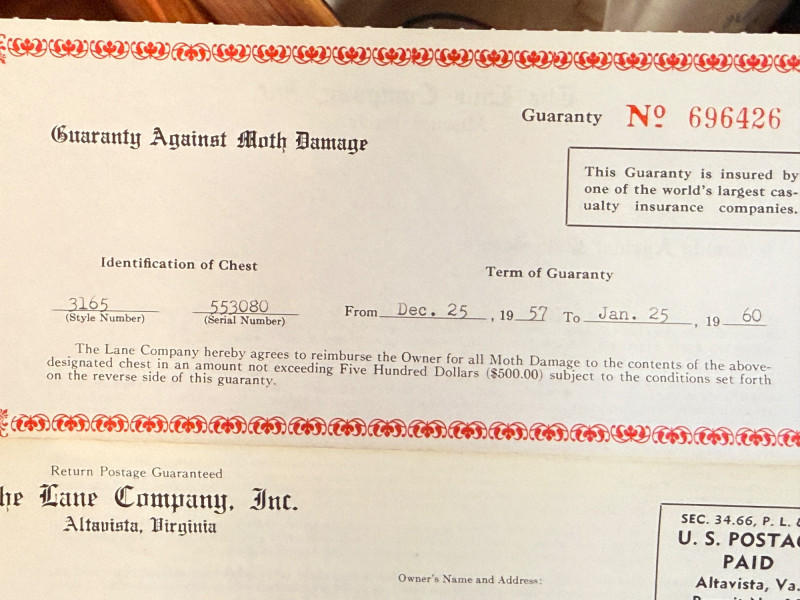 Guaranty Nº 696426
Guaranty Against Moth Damage
This Guaranty is insured by
one of the world's largest cas-
ualty insurance companies.
Identification of Chest
Term of Guaranty
3165 553080
(Style Number) (Serial Number)
From Dec. 25, 19 57 To Jan. 25, 19 60
The Lane Company hereby agrees to reimburse the Owner for all Moth Damage to the contents of the above-
designated chest in an amount not exceeding Five Hundred Dollars ($500.00) subject to the conditions set forth
on the reverse side of this guaranty.
Return Postage Guaranteed
he Lane Company, Inc.
Altavista, Virginia
SEC. 34.66, P. L. &
U. S. POSTA
PAID
Altavista, Va.
Owner's Name and Address: